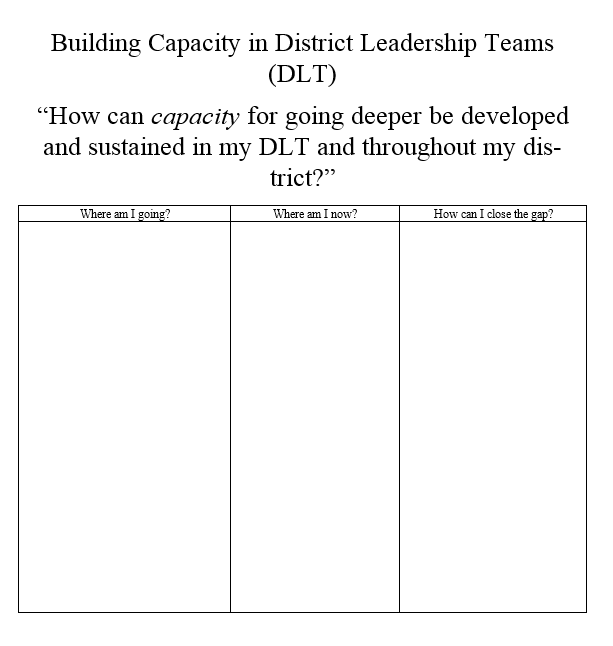 Building Capacity in District Leadership Teams
(DLT)
“How can capacity for going deeper be developed
and sustained in my DLT and throughout my dis-
trict?”
Where am I going? Where am I now? How can I close the gap?